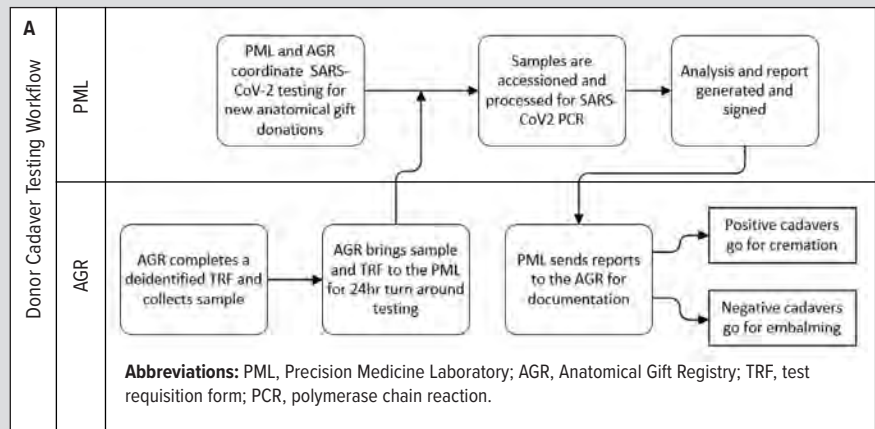 A
Donor Cadaver Testing Workflow
PML
PML and AGR
coordinate SARS-
CoV-2 testing for
new anatomical gift
donations
Samples are
accessioned and
processed for SARS-
CoV2 PCR
Analysis and report
generated and
signed
AGR
AGR completes a
deidentified TRF and
collects sample
AGR brings sample
and TRF to the PML
for 24hr turn around
testing
PML sends reports
to the AGR for
documentation
Positive cadavers
go for cremation
Negative cadavers
go for embalming
Abbreviations: PML, Precision Medicine Laboratory; AGR, Anatomical Gift Registry; TRF, test
requisition form; PCR, polymerase chain reaction.